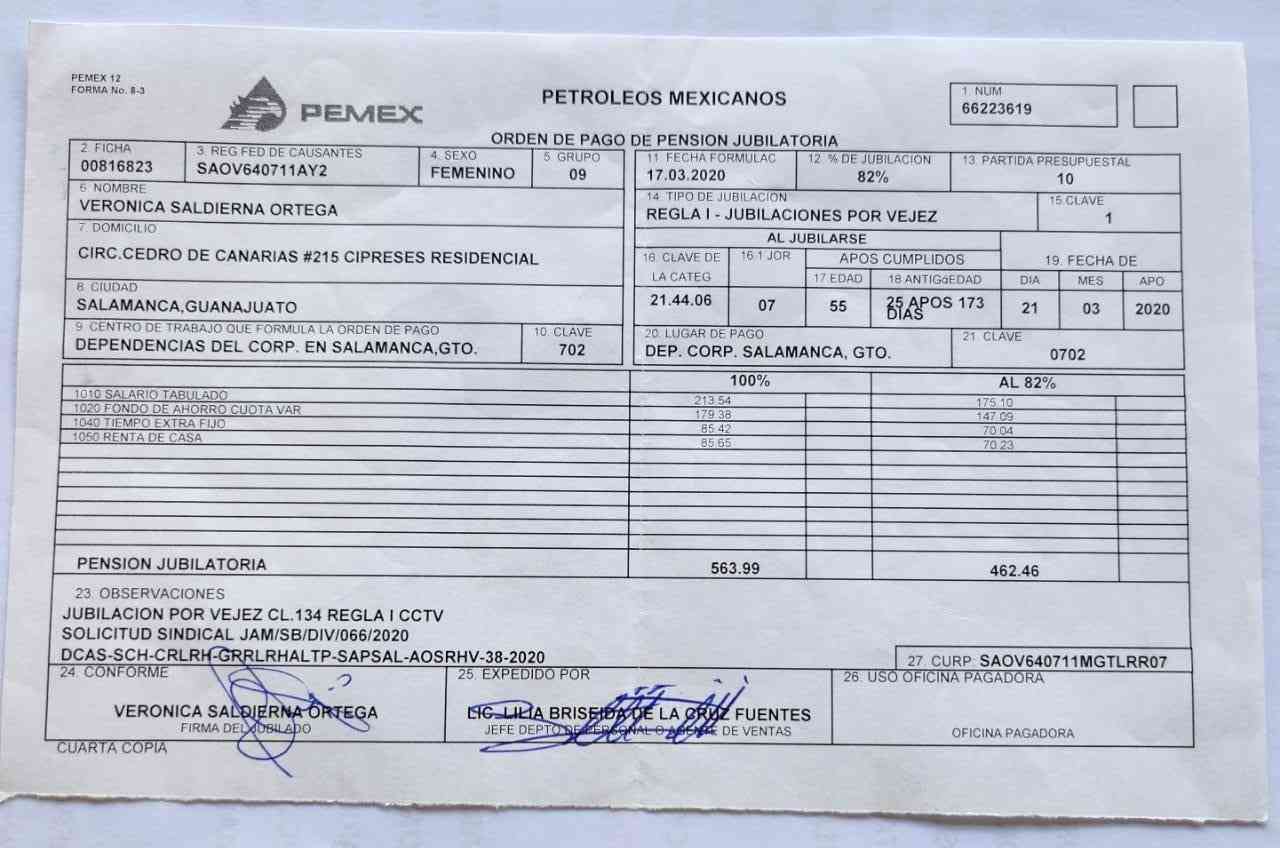 PEMEX 12
FORMA No. 8-3
PEMEX
PETROLEOS MEXICANOS
1. NUM
66223619
ORDEN DE PAGO DE PENSION JUBILATORIA
2. FICHA
00816823
3. REG FED DE CAUSANTES
SAOV640711AY2
4. SEXO
FEMENINO
5. GRUPO
09
11 FECHA FORMULAC
17.03.2020
12 % DE JUBILACION
82%
13. PARTIDA PRESUPUESTAL
10
6. NOMBRE
VERONICA SALDIERNA ORTEGA
14. TIPO DE JUBILACION
REGLA I - JUBILACIONES POR VEJEZ
15.CLAVE
1
7. DOMICILIO
CIRC.CEDRO DE CANARIAS #215 CIPRESES RESIDENCIAL
AL JUBILARSE
16. CLAVE DE
LA CATEG
21.44.06
16.1 JOR
07
APOS CUMPLIDOS
17 EDAD
55
18 ANTIGúEDAD
25 APOS 173
DIAS
19. FECHA DE
DIA
MES
APO
21
03
2020
8. CIUDAD
SALAMANCA,GUANAJUATO
9. CENTRO DE TRABAJO QUE FORMULA LA ORDEN DE PAGO
DEPENDENCIAS DEL CORP. EN SALAMANCA,GTO.
10. CLAVE
702
20. LUGAR DE PAGO
DEP. CORP. SALAMANCA, GTO.
21. CLAVE
0702
100%
AL 82%
1010 SALARIO TABULADO 213.54 175.10
1020 FONDO DE AHORRO CUOTA VAR 179.38 147.09
1040 TIEMPO EXTRA FIJO 85.42 70.04
1050 RENTA DE CASA 85.65 70.23
PENSION JUBILATORIA 563.99 462.46
23. OBSERVACIONES
JUBILACION POR VEJEZ CL.134 REGLA I CCTV
SOLICITUD SINDICAL JAM/SB/DIV/066/2020
DCAS-SCH-CRLRH-GRRLRHALTP-SAPSAL-AOSRHV-38-2020
27. CURP: SAOV640711MGTLRR07
24. CONFORME
VERONICA SALDIERNA ORTEGA
FIRMA DEL JUBILADO
25. EXPEDIDO POR
LIC. LILIA BRISEIDA DE LA CRUZ FUENTES
JEFE DEPTO DE PERSONAL O AGENTE DE VENTAS
26. USO OFICINA PAGADORA
OFICINA PAGADORA
CUARTA COPIA